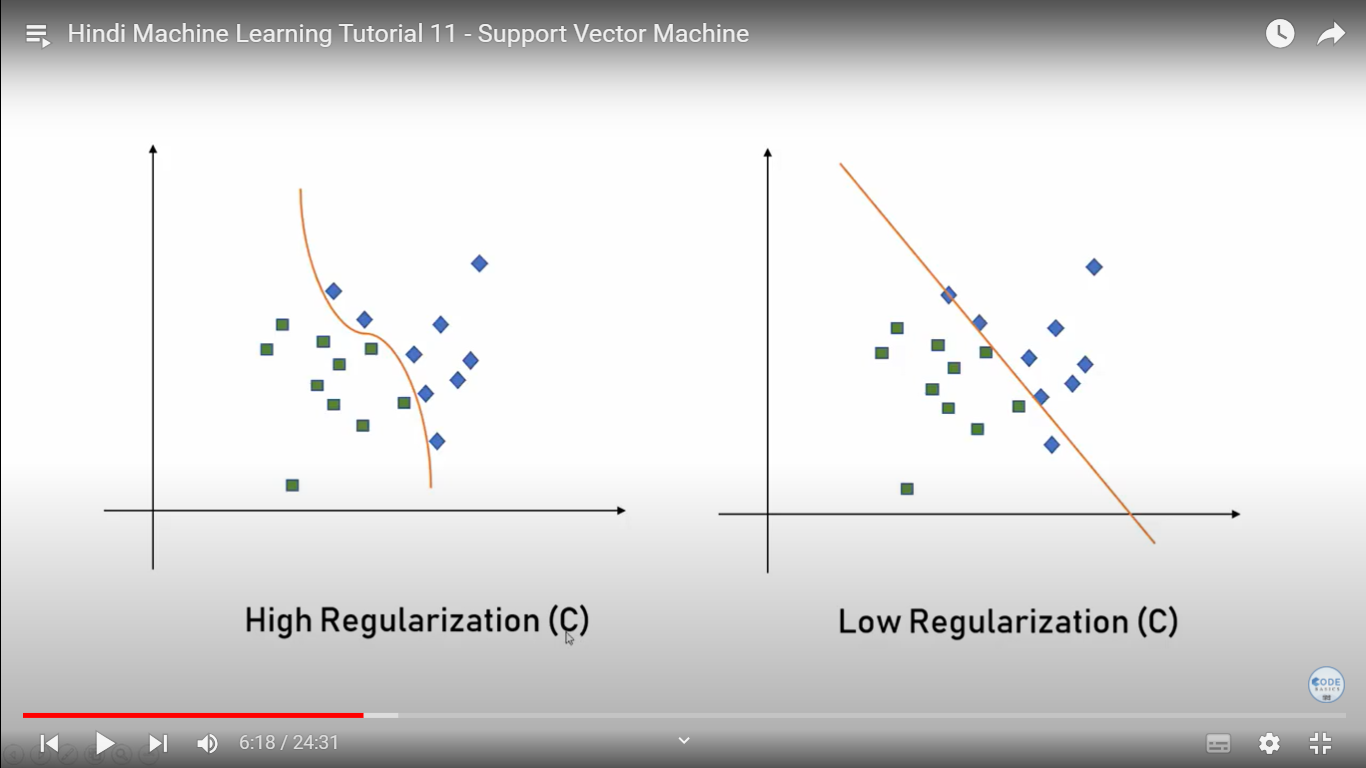 Hindi Machine Learning Tutorial 11 - Support Vector Machine
High Regularization (C)
Low Regularization (C)
CODE
BASICS
6:18 / 24:31